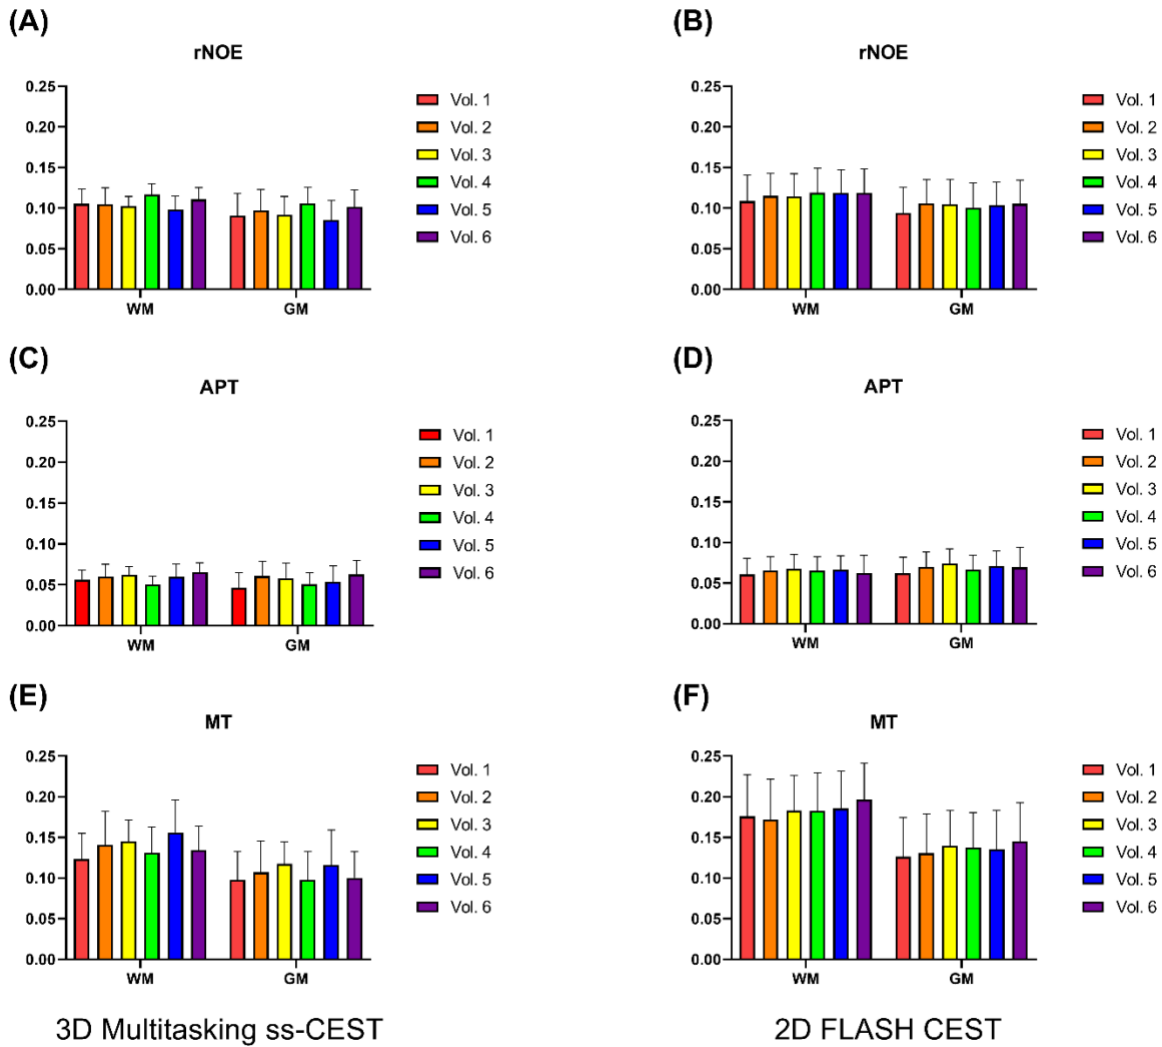 (A)
rNOE
0.25
0.20
0.15
0.10
0.05
0.00
WM
GM
Vol. 1
Vol. 2
Vol. 3
Vol. 4
Vol. 5
Vol. 6
(B)
rNOE
0.25
0.20
0.15
0.10
0.05
0.00
WM
GM
Vol. 1
Vol. 2
Vol. 3
Vol. 4
Vol. 5
Vol. 6
(C)
APT
0.25
0.20
0.15
0.10
0.05
0.00
WM
GM
Vol. 1
Vol. 2
Vol. 3
Vol. 4
Vol. 5
Vol. 6
(D)
APT
0.25
0.20
0.15
0.10
0.05
0.00
WM
GM
Vol. 1
Vol. 2
Vol. 3
Vol. 4
Vol. 5
Vol. 6
(E)
MT
0.25
0.20
0.15
0.10
0.05
0.00
WM
GM
Vol. 1
Vol. 2
Vol. 3
Vol. 4
Vol. 5
Vol. 6
(F)
MT
0.25
0.20
0.15
0.10
0.05
0.00
WM
GM
Vol. 1
Vol. 2
Vol. 3
Vol. 4
Vol. 5
Vol. 6
3D Multitasking ss-CEST
2D FLASH CEST